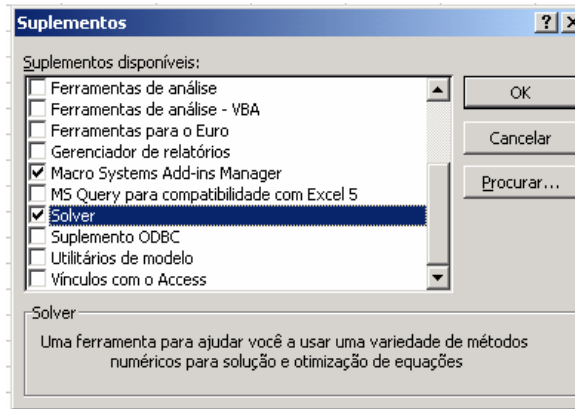 Suplementos
Suplementos disponíveis:
Ferramentas de análise
Ferramentas de análise - VBA
Ferramentas para o Euro
Gerenciador de relatórios
Macro Systems Add-ins Manager
MS Query para compatibilidade com Excel 5
Solver
Suplemento ODBC
Utilitários de modelo
Vínculos com o Access
OK
Cancelar
Procurar...
Solver
Uma ferramenta para ajudar você a usar uma variedade de métodos
numéricos para solução e otimização de equações